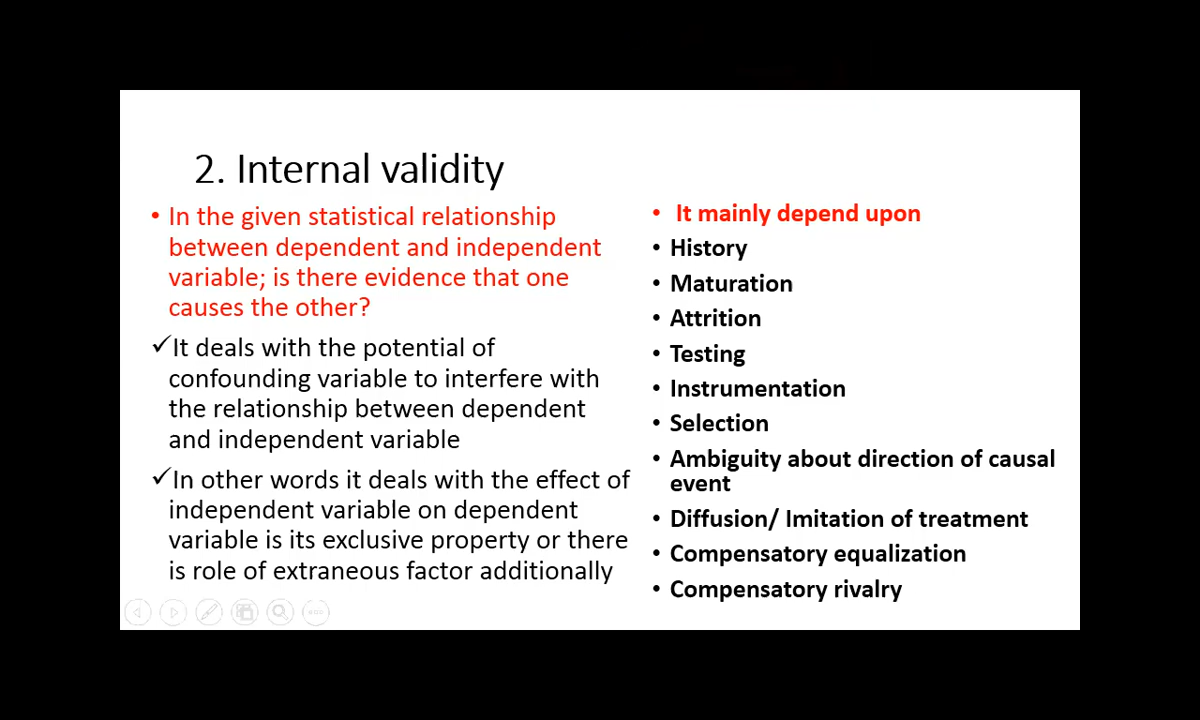 2. Internal validity
• In the given statistical relationship
between dependent and independent
variable; is there evidence that one
causes the other?
✓It deals with the potential of
confounding variable to interfere with
the relationship between dependent
and independent variable
✓In other words it deals with the effect of
independent variable on dependent
variable is its exclusive property or there
is role of extraneous factor additionally
• It mainly depend upon
• History
• Maturation
• Attrition
• Testing
• Instrumentation
• Selection
• Ambiguity about direction of causal
event
• Diffusion/ Imitation of treatment
• Compensatory equalization
• Compensatory rivalry